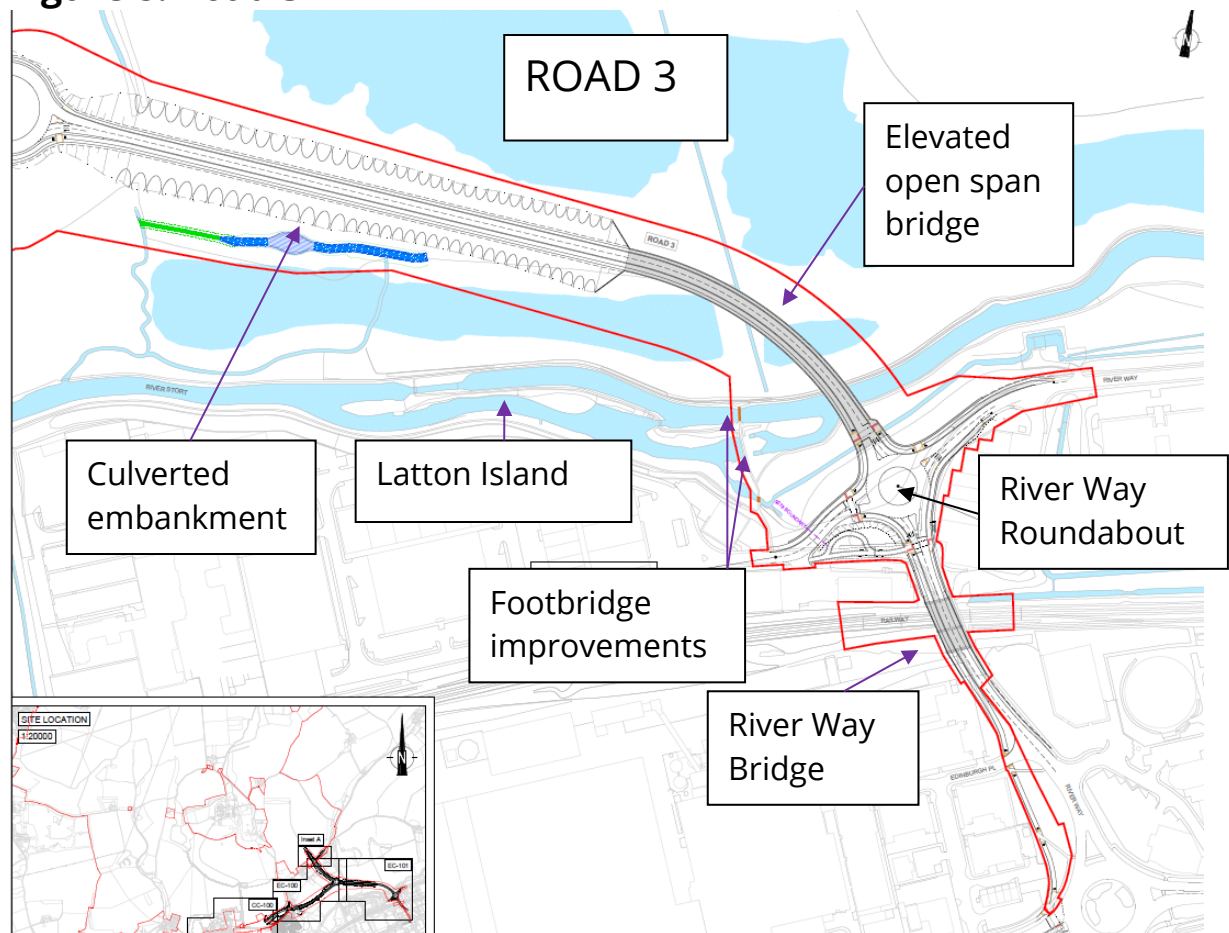 ROAD 3
N
Elevated
open span
bridge
ROAD 3
RIVER STORT
RIVER WAY
Culverted
embankment
Latton Island
River Way
Roundabout
Footbridge
improvements
RAILWAY
River Way
Bridge
EDINBURGH PL
RIVER WAY
SITE LOCATION
1:20000
N
Inset A
EC-101
EC-100
CC-100